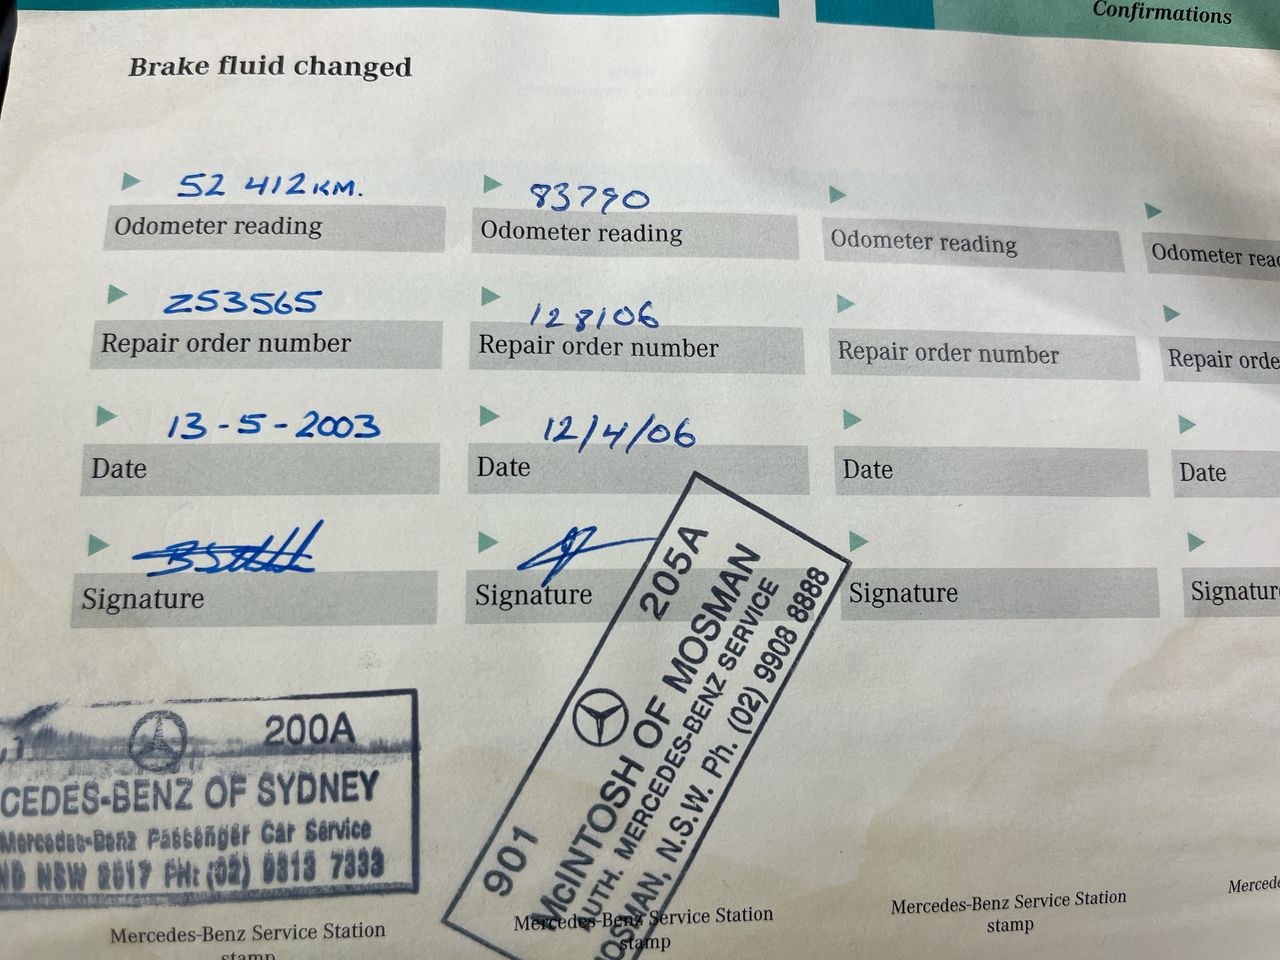 Confirmations
Brake fluid changed
52 412 KM.
Odometer reading
253565
Repair order number
13-5-2003
Date
Signature
200A
CEDES-BENZ OF SYDNEY
Mercedes-Benz Passenger Car Service
ND NSW 2017 PH: (02) 9313 7333
Mercedes-Benz Service Station
stamp
83790
Odometer reading
128106
Repair order number
12/4/06
Date
Signature
901 205A
McINTOSH OF MOSMAN
AUTH. MERCEDES-BENZ SERVICE
MOSMAN, N.S.W. Ph. (02) 9908 8888
Mercedes-Benz Service Station
stamp
Odometer reading
Repair order number
Date
Signature
Mercedes-Benz Service Station
stamp
Odometer read
Repair orde
Date
Signatur
Mercede